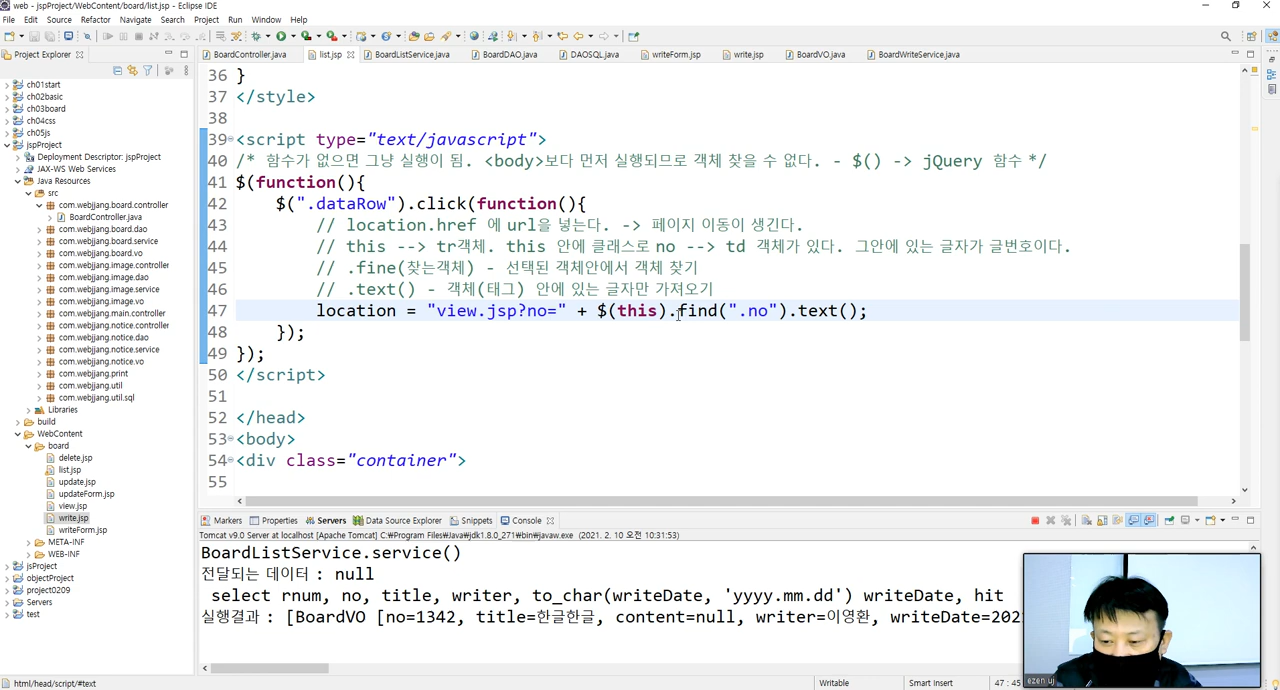 web - jspProject/WebContent/board/list.jsp - Eclipse IDE
File Edit Source Refactor Navigate Search Project Run Window Help
Project Explorer
BoardController.java
list.jsp
BoardListService.java
BoardDAO.java
DAOSQL.java
writeForm.jsp
write.jsp
BoardVO.java
BoardWriteService.java
ch01start
ch02basic
ch03board
ch04css
ch05js
jspProject
Deployment Descriptor: jspProject
JAX-WS Web Services
Java Resources
src
com.webjjang.board.controller
BoardController.java
com.webjjang.board.dao
com.webjjang.board.service
com.webjjang.board.vo
com.webjjang.image.controller
com.webjjang.image.dao
com.webjjang.image.service
com.webjjang.image.vo
com.webjjang.main.controller
com.webjjang.notice.controller
com.webjjang.notice.dao
com.webjjang.notice.service
com.webjjang.notice.vo
com.webjjang.print
com.webjjang.util
com.webjjang.util.sql
Libraries
build
WebContent
board
delete.jsp
list.jsp
update.jsp
updateForm.jsp
view.jsp
write.jsp
writeForm.jsp
META-INF
WEB-INF
jsProject
objectProject
project0209
Servers
test
36 }
37 </style>
38
39 <script type="text/javascript">
40 /* 함수가 없으면 그냥 실행이 됨. <body>보다 먼저 실행되므로 객체 찾을 수 없다. - $() -> jQuery 함수 */
41 $(function(){
42 $(".dataRow").click(function(){
43 // location.href 에 url을 넣는다. -> 페이지 이동이 생긴다.
44 // this --> tr객체. this 안에 클래스로 no --> td 객체가 있다. 그안에 있는 글자가 글번호이다.
45 // .fine(찾는객체) - 선택된 객체안에서 객체 찾기
46 // .text() - 객체(태그) 안에 있는 글자만 가져오기
47 location = "view.jsp?no=" + $(this).find(".no").text();
48 });
49 });
50 </script>
51
52 </head>
53 <body>
54 <div class="container">
55
Markers Properties Servers Data Source Explorer Snippets Console
Tomcat v9.0 Server at localhost [Apache Tomcat] C:\Program Files\Java\jdk1.8.0_271\bin\javaw.exe (2021. 2. 10 오전 10:31:53)
BoardListService.service()
전달되는 데이터 : null
select rnum, no, title, writer, to_char(writeDate, 'yyyy.mm.dd') writeDate, hit
실행결과 : [BoardVO [no=1342, title=한글한글, content=null, writer=이영환, writeDate=202
ezen uj
html/head/script/#text
Writable
Smart Insert
47 : 45